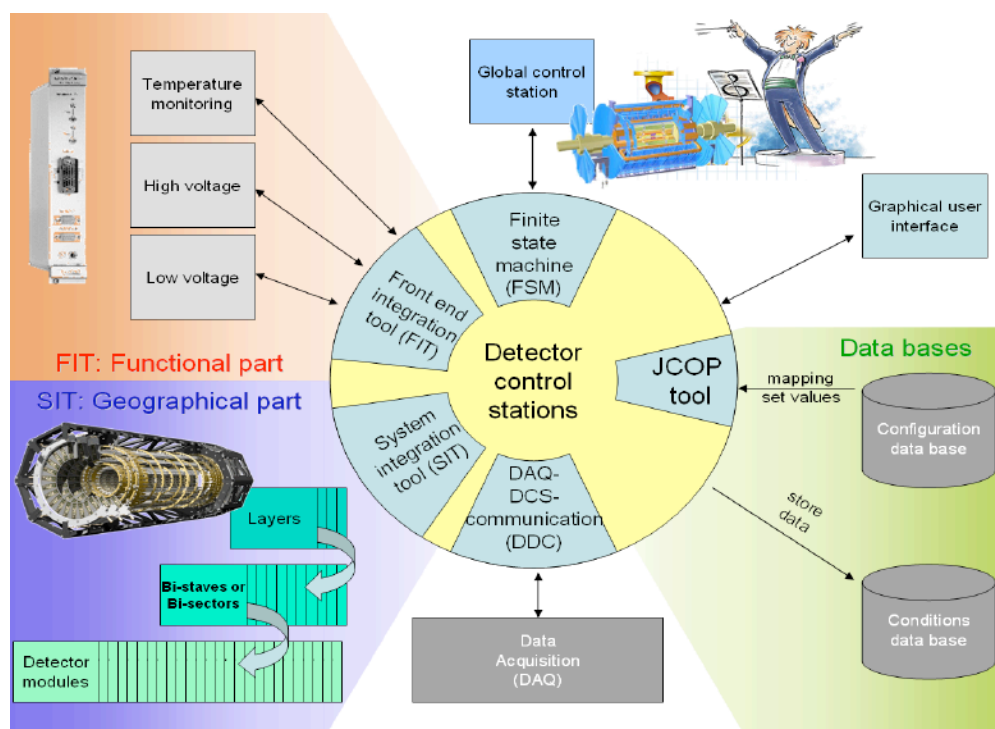 Temperature
monitoring
High voltage
Low voltage
FIT: Functional part
SIT: Geographical part
Layers
Bi-staves or
Bi-sectors
Detector
modules
Global control
station
Finite
state
machine
(FSM)
Front end
integration
tool (FIT)
System
integration
tool (SIT)
Detector
control
stations
JCOP
tool
DAQ-
DCS-
communication
(DDC)
Data
Acquisition
(DAQ)
Graphical user
interface
Data bases
mapping
set values
Configuration
data base
store
data
Conditions
data base